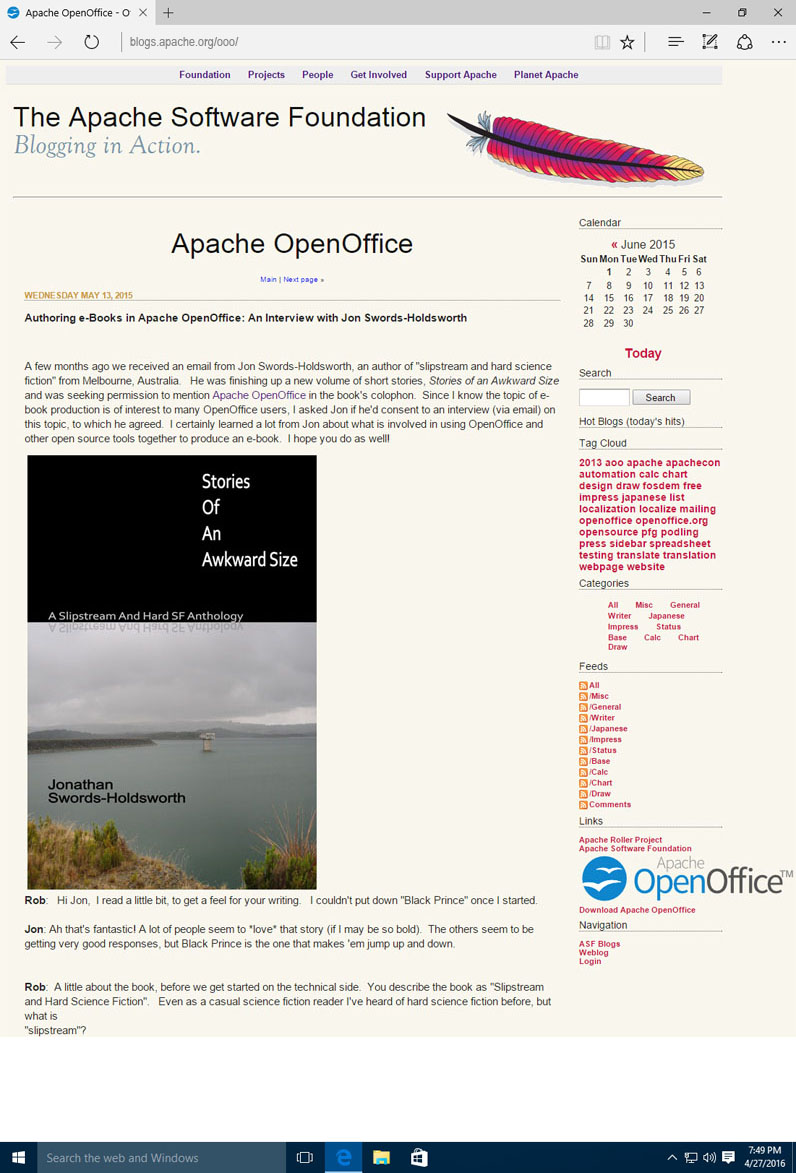 Apache OpenOffice - O
blogs.apache.org/ooo/
Foundation Projects People Get Involved Support Apache Planet Apache
The Apache Software Foundation
Blogging in Action.
Apache OpenOffice
Main | Next page »
WEDNESDAY MAY 13, 2015
Authoring e-Books in Apache OpenOffice: An Interview with Jon Swords-Holdsworth
A few months ago we received an email from Jon Swords-Holdsworth, an author of "slipstream and hard science
fiction" from Melbourne, Australia. He was finishing up a new volume of short stories, Stories of an Awkward Size
and was seeking permission to mention Apache OpenOffice in the book's colophon. Since I know the topic of e-
book production is of interest to many OpenOffice users, I asked Jon if he'd consent to an interview (via email) on
this topic, to which he agreed. I certainly learned a lot from Jon about what is involved in using OpenOffice and
other open source tools together to produce an e-book. I hope you do as well!
Stories
Of
An
Awkward Size
A Slipstream And Hard SF Anthology
A Slipstream And Hard SF Anthology
Jonathan
Swords-Holdsworth
Rob: Hi Jon, I read a little bit, to get a feel for your writing. I couldn't put down "Black Prince" once I started.
Jon: Ah that's fantastic! A lot of people seem to *love* that story (if I may be so bold). The others seem to be
getting very good responses, but Black Prince is the one that makes 'em jump up and down.
Rob: A little about the book, before we get started on the technical side. You describe the book as "Slipstream
and Hard Science Fiction". Even as a casual science fiction reader I've heard of hard science fiction before, but
what is
"slipstream"?
Calendar
« June 2015
Sun Mon Tue Wed Thu Fri Sat
1 2 3 4 5 6
7 8 9 10 11 12 13
14 15 16 17 18 19 20
21 22 23 24 25 26 27
28 29 30
Today
Search
Search
Hot Blogs (today's hits)
Tag Cloud
2013 aoo apache apachecon
automation calc chart
design draw fosdem free
impress japanese list
localization localize mailing
openoffice openoffice.org
opensource pfg podling
press sidebar spreadsheet
testing translate translation
webpage website
Categories
All Misc General
Writer Japanese
Impress Status
Base Calc Chart
Draw
Feeds
All
/Misc
/General
/Writer
/Japanese
/Impress
/Status
/Base
/Calc
/Chart
/Draw
Comments
Links
Apache Roller Project
Apache Software Foundation
Apache
OpenOffice™
Download Apache OpenOffice
Navigation
ASF Blogs
Weblog
Login
Search the web and Windows
7:49 PM
4/27/2016